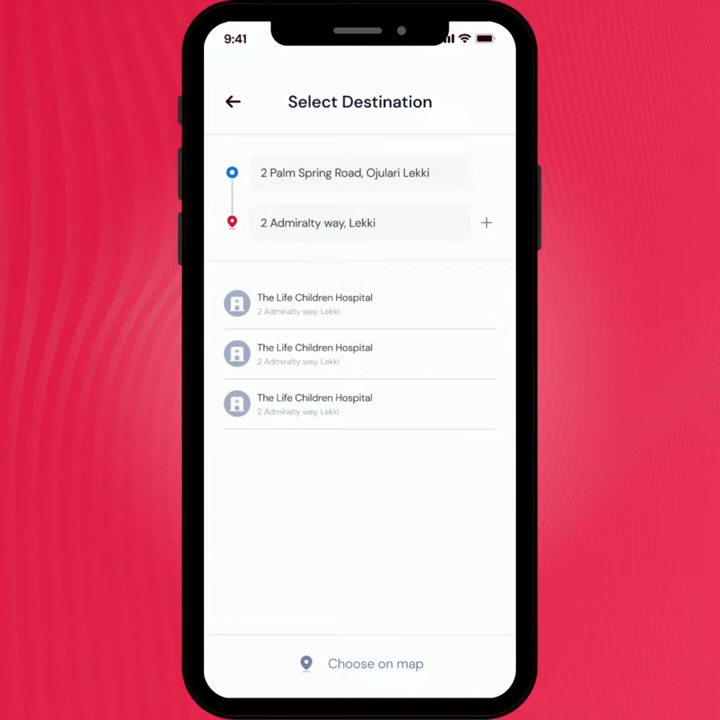 9:41
Select Destination
2 Palm Spring Road, Ojulari Lekki
2 Admiralty way, Lekki
The Life Children Hospital
2 Admiralty way, Lekki
The Life Children Hospital
2 Admiralty way, Lekki
The Life Children Hospital
2 Admiralty way, Lekki
Choose on map